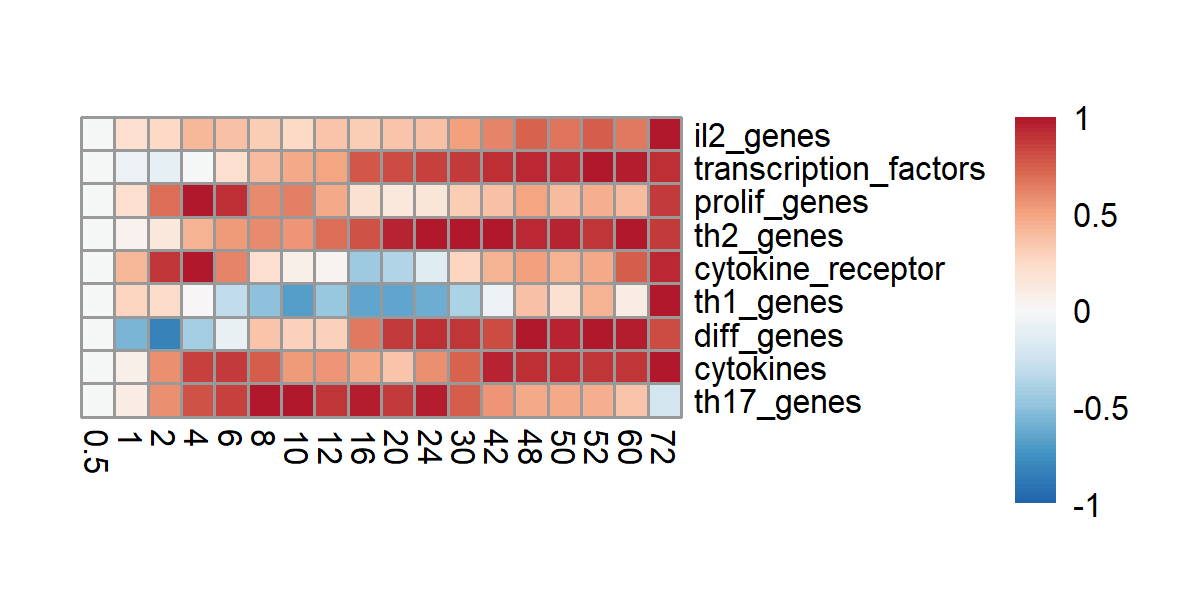 il2_genes
transcription_factors
prolif_genes
th2_genes
cytokine_receptor
th1_genes
diff_genes
cytokines
th17_genes
0.5 1 2 4 6 8 10 12 16 20 24 30 42 48 50 52 60 72
1
0.5
0
-0.5
-1